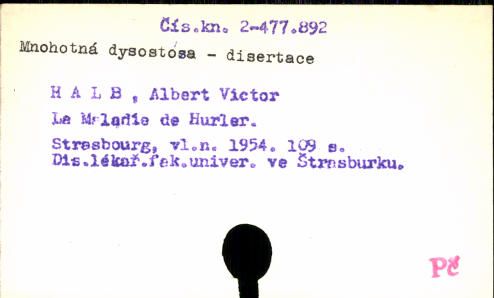 Čís.kn. 2-477.892
Mnohotná dysostósa - disertace
H A L B , Albert Victor
La Maladie de Hurler.
Strasbourg, vl.n. 1954. 109 s.
Dis.lékař.fak.univer. ve Štrasburku.
Pč